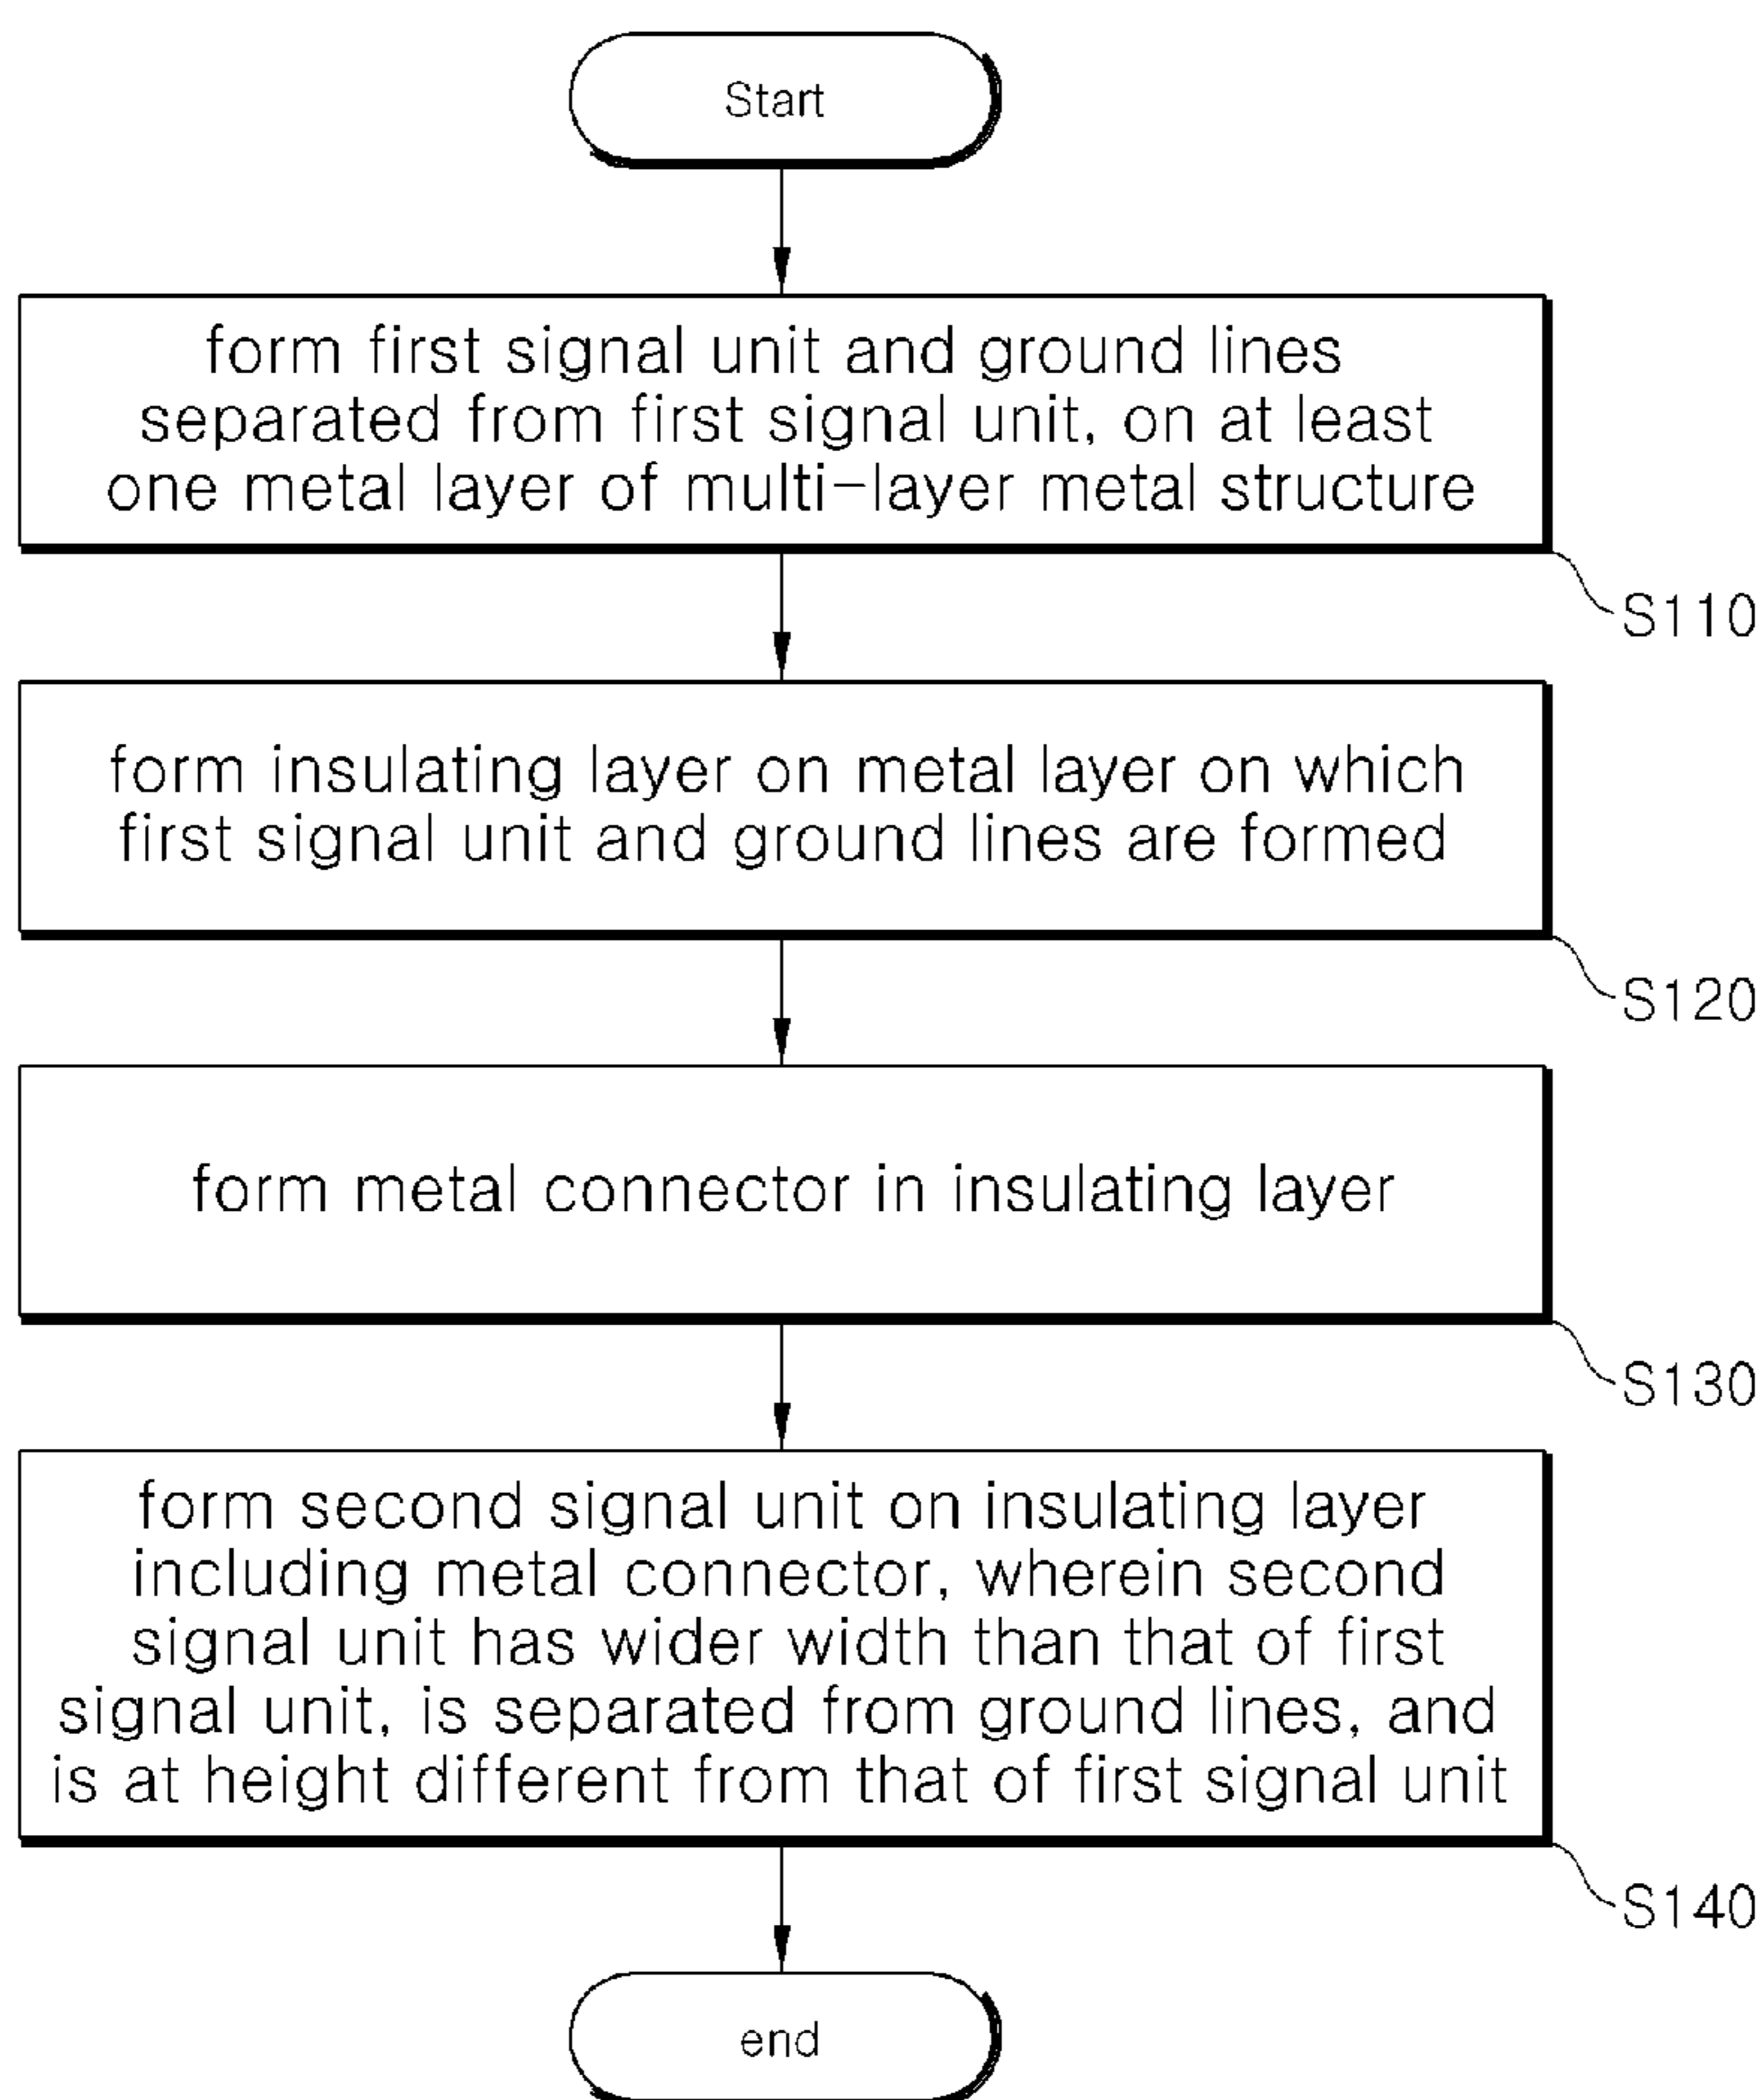 Start
form first signal unit and ground lines
separated from first signal unit, on at least
one metal layer of multi-layer metal structure
S110
form insulating layer on metal layer on which
first signal unit and ground lines are formed
S120
form metal connector in insulating layer
S130
form second signal unit on insulating layer
including metal connector, wherein second
signal unit has wider width than that of first
signal unit, is separated from ground lines, and
is at height different from that of first signal unit
S140
end